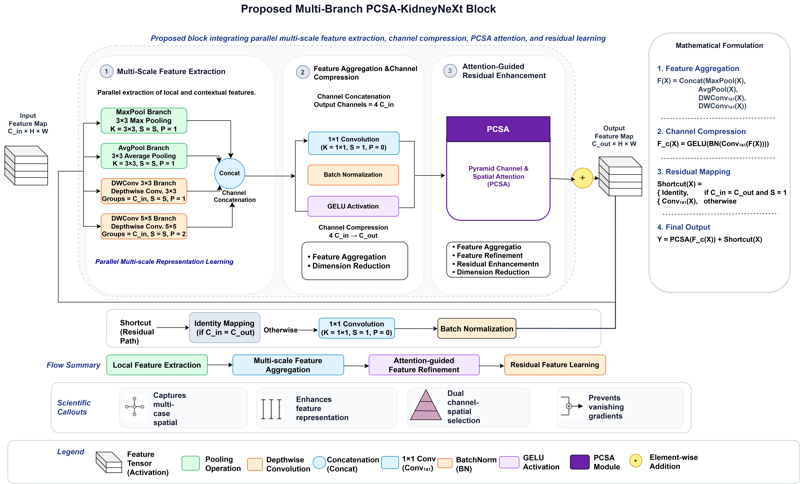 Proposed Multi-Branch PCSA-KidneyNeXt Block
Proposed block integrating parallel multi-scale feature extraction, channel compression, PCSA attention, and residual learning
Input
Feature Map
C_in × H × W
1
Multi-Scale Feature Extraction
Parallel extraction of local and contextual features.
MaxPool Branch
3×3 Max Pooling
K = 3×3, S = S, P = 1
AvgPool Branch
3×3 Average Pooling
K = 3×3, S = S, P = 1
DWConv 3×3 Branch
Depthwise Conv. 3×3
Groups = C_in, S = S, P = 1
DWConv 5×5 Branch
Depthwise Conv. 5×5
Groups = C_in, S = S, P = 2
Concat
Channel
Concatenation
Parallel Multi-scale Representation Learning
2
Feature Aggregation &Channel
Compression
Channel Concatenation
Output Channels = 4 C_in
1×1 Convolution
(K = 1×1, S = 1, P = 0)
Batch Normalization
GELU Activation
Channel Compression
4 C_in → C_out
• Feature Aggregation
• Dimension Reduction
3
Attention-Guided
Residual Enhancement
PCSA
Pyramid Channel &
Spatial Attention
(PCSA)
• Feature Aggregatio
• Feature Refinement
• Residual Enhancementn
• Dimension Reduction
+
Output
Feature Map
C_out × H × W
Mathematical Formulation
1. Feature Aggregation
F(X) = Concat(MaxPool(X),
AvgPool(X),
DWConv₁ₓ₁(X),
DWConv₁ₓ₁(X))
2. Channel Compression
F_c(X) = GELU(BN(Conv₁ₓ₁(F(X))))
3. Residual Mapping
Shortcut(X) =
{ Identity, if C_in = C_out and S = 1
{ Conv₁ₓ₁(X), otherwise
4. Final Output
Y = PCSA(F_c(X)) + Shortcut(X)
Shortcut
(Residual
Path)
Identity Mapping
(if C_in = C_out)
Otherwise
1×1 Convolution
(K = 1×1, S = 1, P = 0)
Batch Normalization
Flow Summary
Local Feature Extraction
Multi-scale Feature
Aggregation
Attention-guided
Feature Refinement
Residual Feature Learning
Scientific
Callouts
Captures
multi-
case
spatial
Enhances
feature
representation
Dual
channel-
spatial
selection
Prevents
vanishing
gradients
Legend
Feature
Tensor
(Activation)
Pooling
Operation
Depthwise
Convolution
Concatenation
(Concat)
1×1 Conv
(Conv₁ₓ₁)
BatchNorm
(BN)
GELU
Activation
PCSA
Module
+
Element-wise
Addition